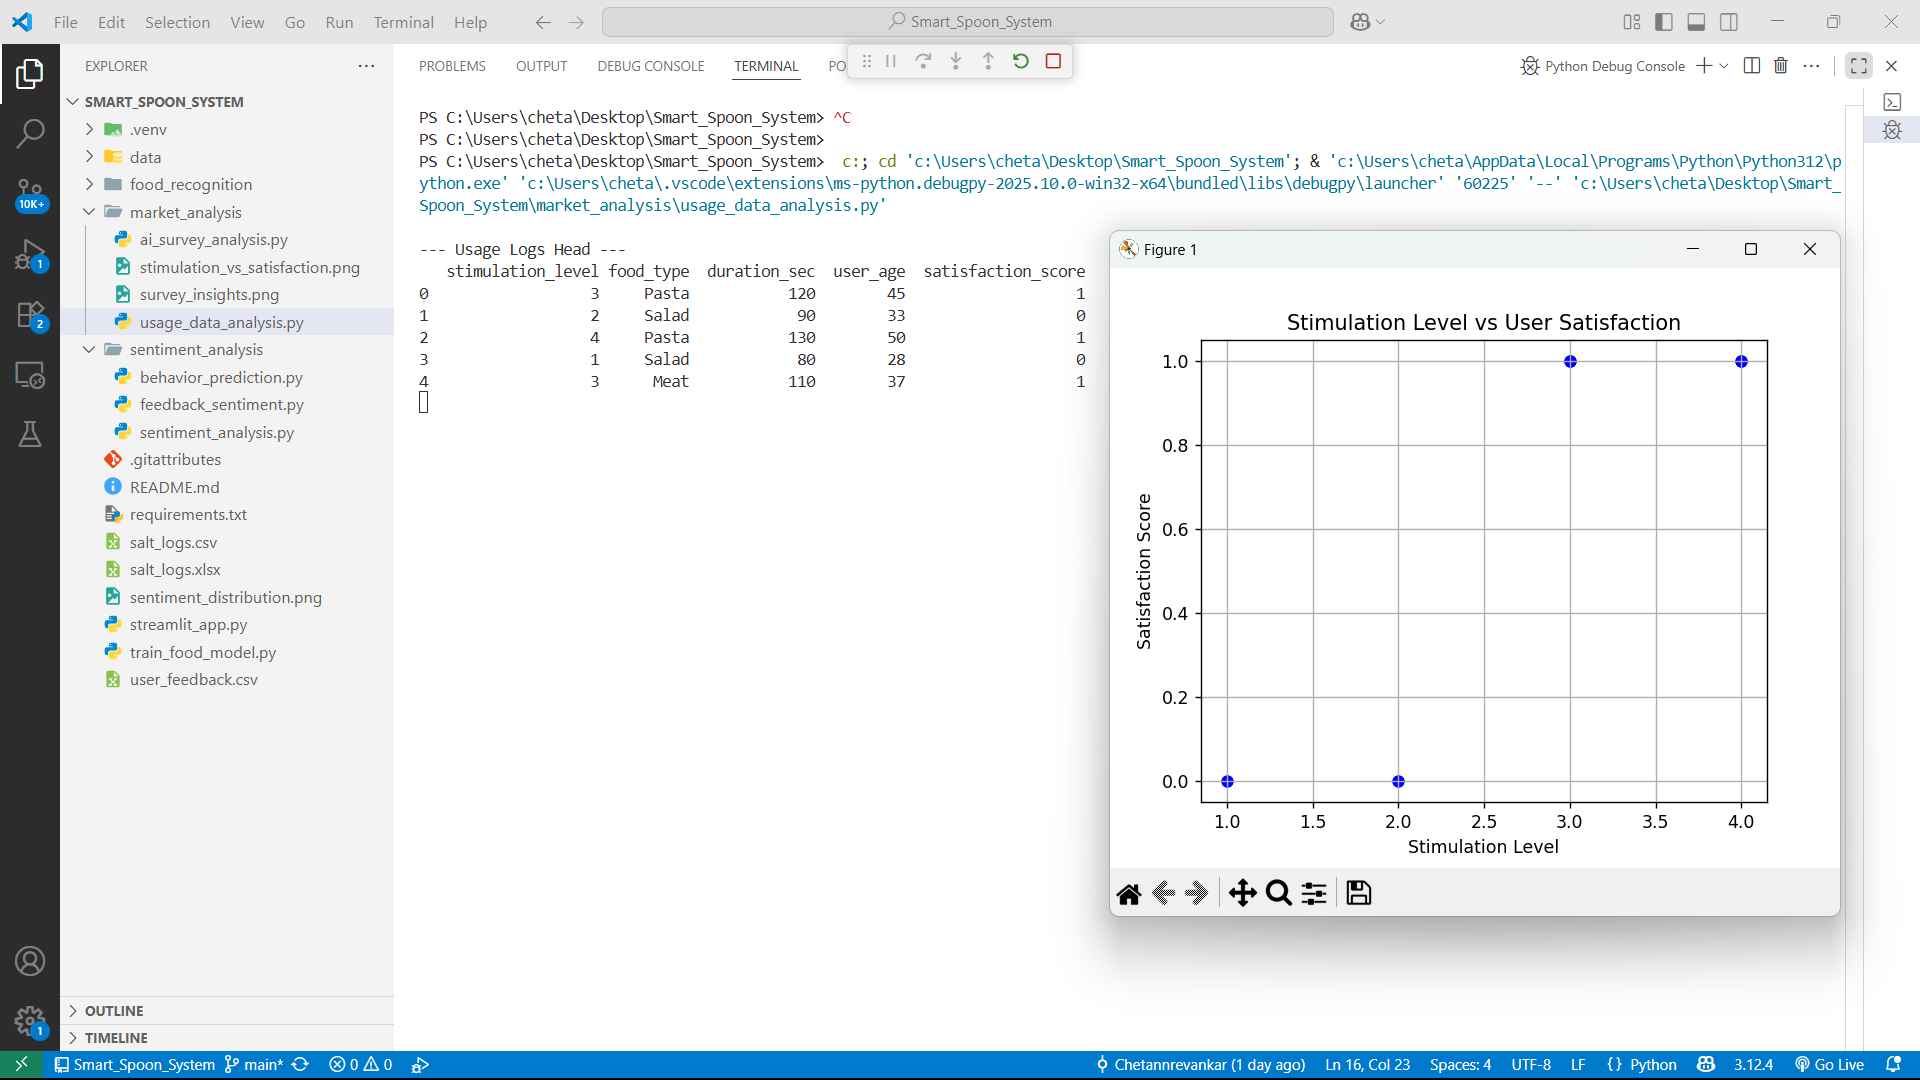 File Edit Selection View Go Run Terminal Help
Smart_Spoon_System
EXPLORER
SMART_SPOON_SYSTEM
.venv
data
food_recognition
market_analysis
ai_survey_analysis.py
stimulation_vs_satisfaction.png
survey_insights.png
usage_data_analysis.py
sentiment_analysis
behavior_prediction.py
feedback_sentiment.py
sentiment_analysis.py
.gitattributes
README.md
requirements.txt
salt_logs.csv
salt_logs.xlsx
sentiment_distribution.png
streamlit_app.py
train_food_model.py
user_feedback.csv
OUTLINE
TIMELINE
10K+
1
2
1
PROBLEMS OUTPUT DEBUG CONSOLE TERMINAL PO
Python Debug Console
PS C:\Users\cheta\Desktop\Smart_Spoon_System> ^C
PS C:\Users\cheta\Desktop\Smart_Spoon_System>
PS C:\Users\cheta\Desktop\Smart_Spoon_System>  c:; cd 'c:\Users\cheta\Desktop\Smart_Spoon_System'; & 'c:\Users\cheta\AppData\Local\Programs\Python\Python312\p
ython.exe' 'c:\Users\cheta\.vscode\extensions\ms-python.debugpy-2025.10.0-win32-x64\bundled\libs\debugpy\launcher' '60225' '--' 'c:\Users\cheta\Desktop\Smart_
Spoon_System\market_analysis\usage_data_analysis.py'
--- Usage Logs Head ---
stimulation_level food_type duration_sec user_age satisfaction_score
0 3 Pasta 120 45 1
1 2 Salad 90 33 0
2 4 Pasta 130 50 1
3 1 Salad 80 28 0
4 3 Meat 110 37 1
Figure 1
Stimulation Level vs User Satisfaction
Satisfaction Score
1.0
0.8
0.6
0.4
0.2
0.0
1.0 1.5 2.0 2.5 3.0 3.5 4.0
Stimulation Level
Smart_Spoon_System main* 0 0
Chetannrevankar (1 day ago) Ln 16, Col 23 Spaces: 4 UTF-8 LF {} Python 3.12.4 Go Live